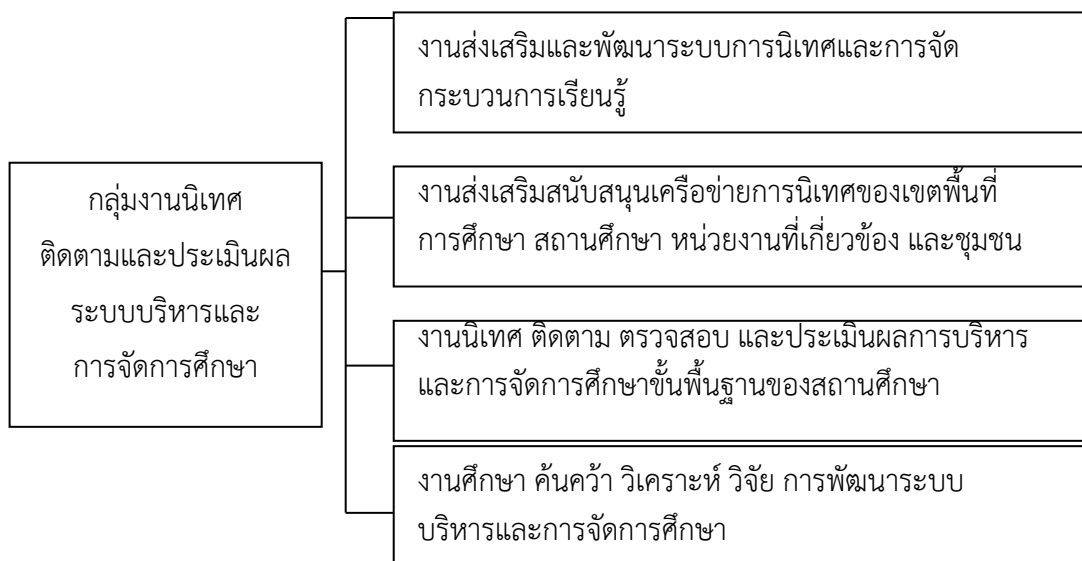 งานส่งเสริมและพัฒนาระบบการนิเทศและการจัด
กระบวนการเรียนรู้
กลุ่มงานนิเทศ
ติดตามและประเมินผล
ระบบบริหารและ
การจัดการศึกษา
งานส่งเสริมสนับสนุนเครือข่ายการนิเทศของเขตพื้นที่
การศึกษา สถานศึกษา หน่วยงานที่เกี่ยวข้อง และชุมชน
งานนิเทศ ติดตาม ตรวจสอบ และประเมินผลการบริหาร
และการจัดการศึกษาขั้นพื้นฐานของสถานศึกษา
งานศึกษา ค้นคว้า วิเคราะห์ วิจัย การพัฒนาระบบ
บริหารและการจัดการศึกษา